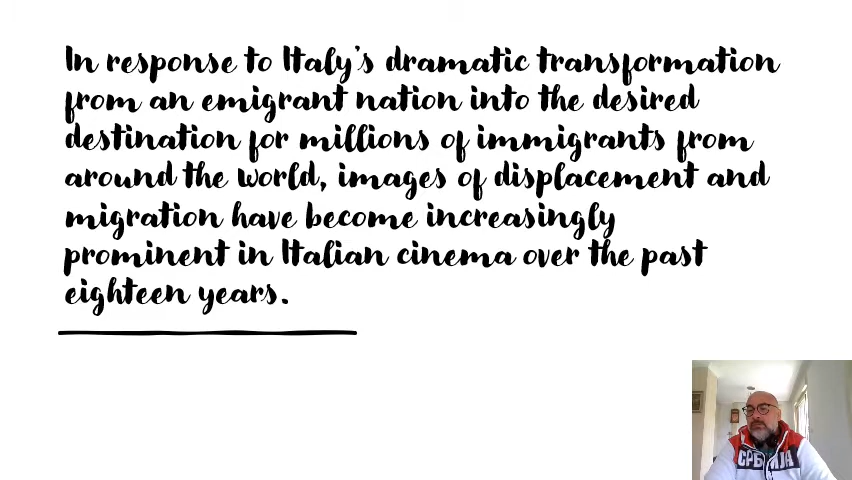 In response to Italy's dramatic transformation
from an emigrant nation into the desired
destination for millions of immigrants from
around the world, images of displacement and
migration have become increasingly
prominent in Italian cinema over the past
eighteen years.